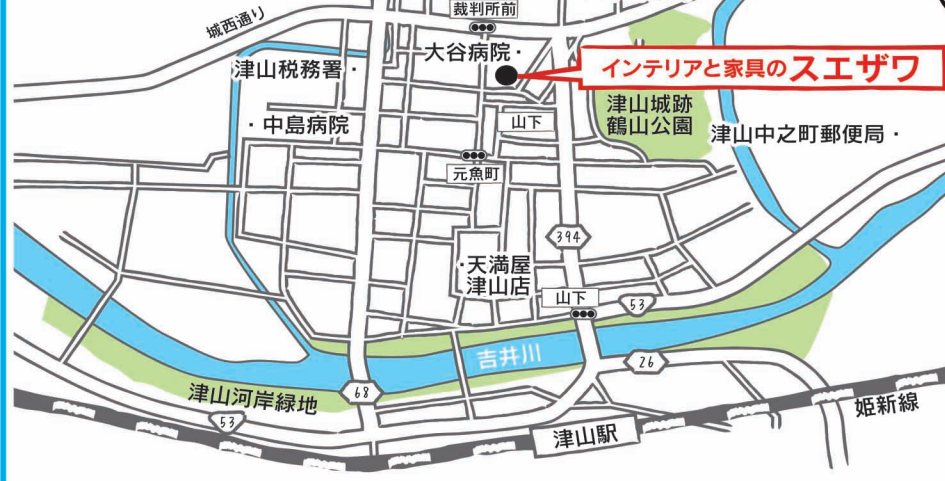 裁判所前
城西通り
大谷病院
津山税務署
インテリアと家具のスエザワ
津山城跡
鶴山公園
中島病院
山下
津山中之町郵便局
元魚町
394
天満屋
津山店
山下
53
吉井川
26
津山河岸緑地
68
53
姫新線
津山駅